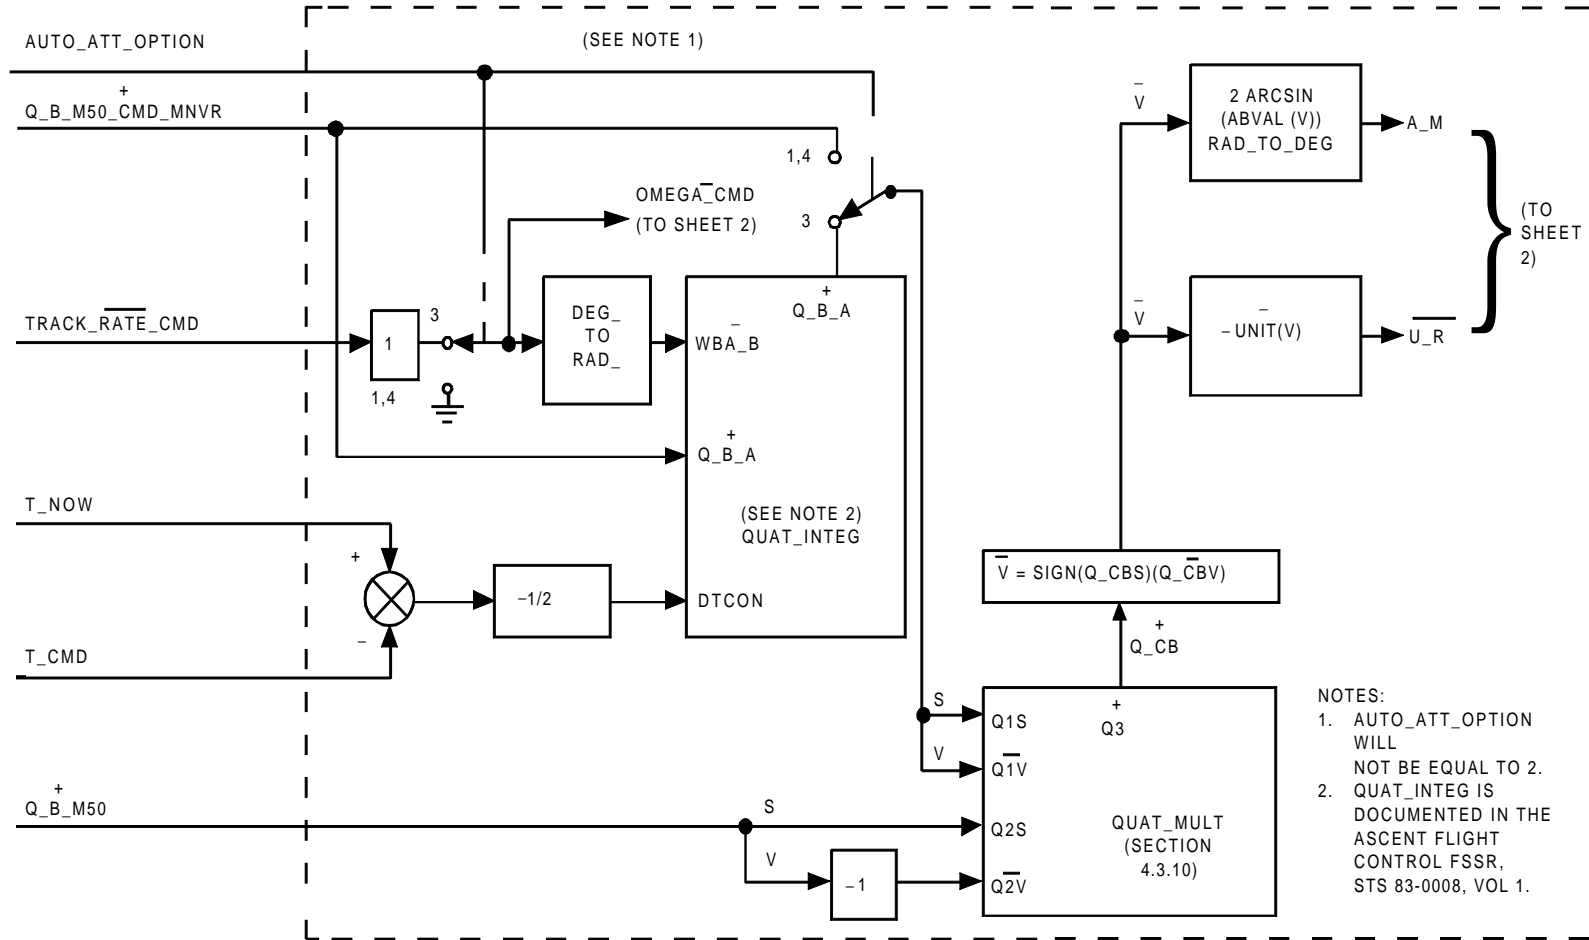 AUTO_ATT_OPTION
(SEE NOTE 1)
+
Q_B_M50_CMD_MNVR
1,4
3
OMEGA_CMD
(TO SHEET 2)
TRACK_RATE_CMD
1
3
1,4
DEG_
TO
RAD_
+
Q_B_A
WBA_B
+
Q_B_A
(SEE NOTE 2)
QUAT_INTEG
DTCON
T_NOW
+
−
−1/2
T_CMD
+
Q_B_M50
S
V
−1
S
V
Q1S
Q1V
Q2S
Q2V
+
Q3
QUAT_MULT
(SECTION
4.3.10)
+
Q_CB
V = SIGN(Q_CBS)(Q_CBV)
V
2 ARCSIN
(ABVAL (V))
RAD_TO_DEG
A_M
V
−UNIT(V)
U_R
(TO
SHEET
2)
NOTES:
1. AUTO_ATT_OPTION
WILL
NOT BE EQUAL TO 2.
2. QUAT_INTEG IS
DOCUMENTED IN THE
ASCENT FLIGHT
CONTROL FSSR,
STS 83-0008, VOL 1.